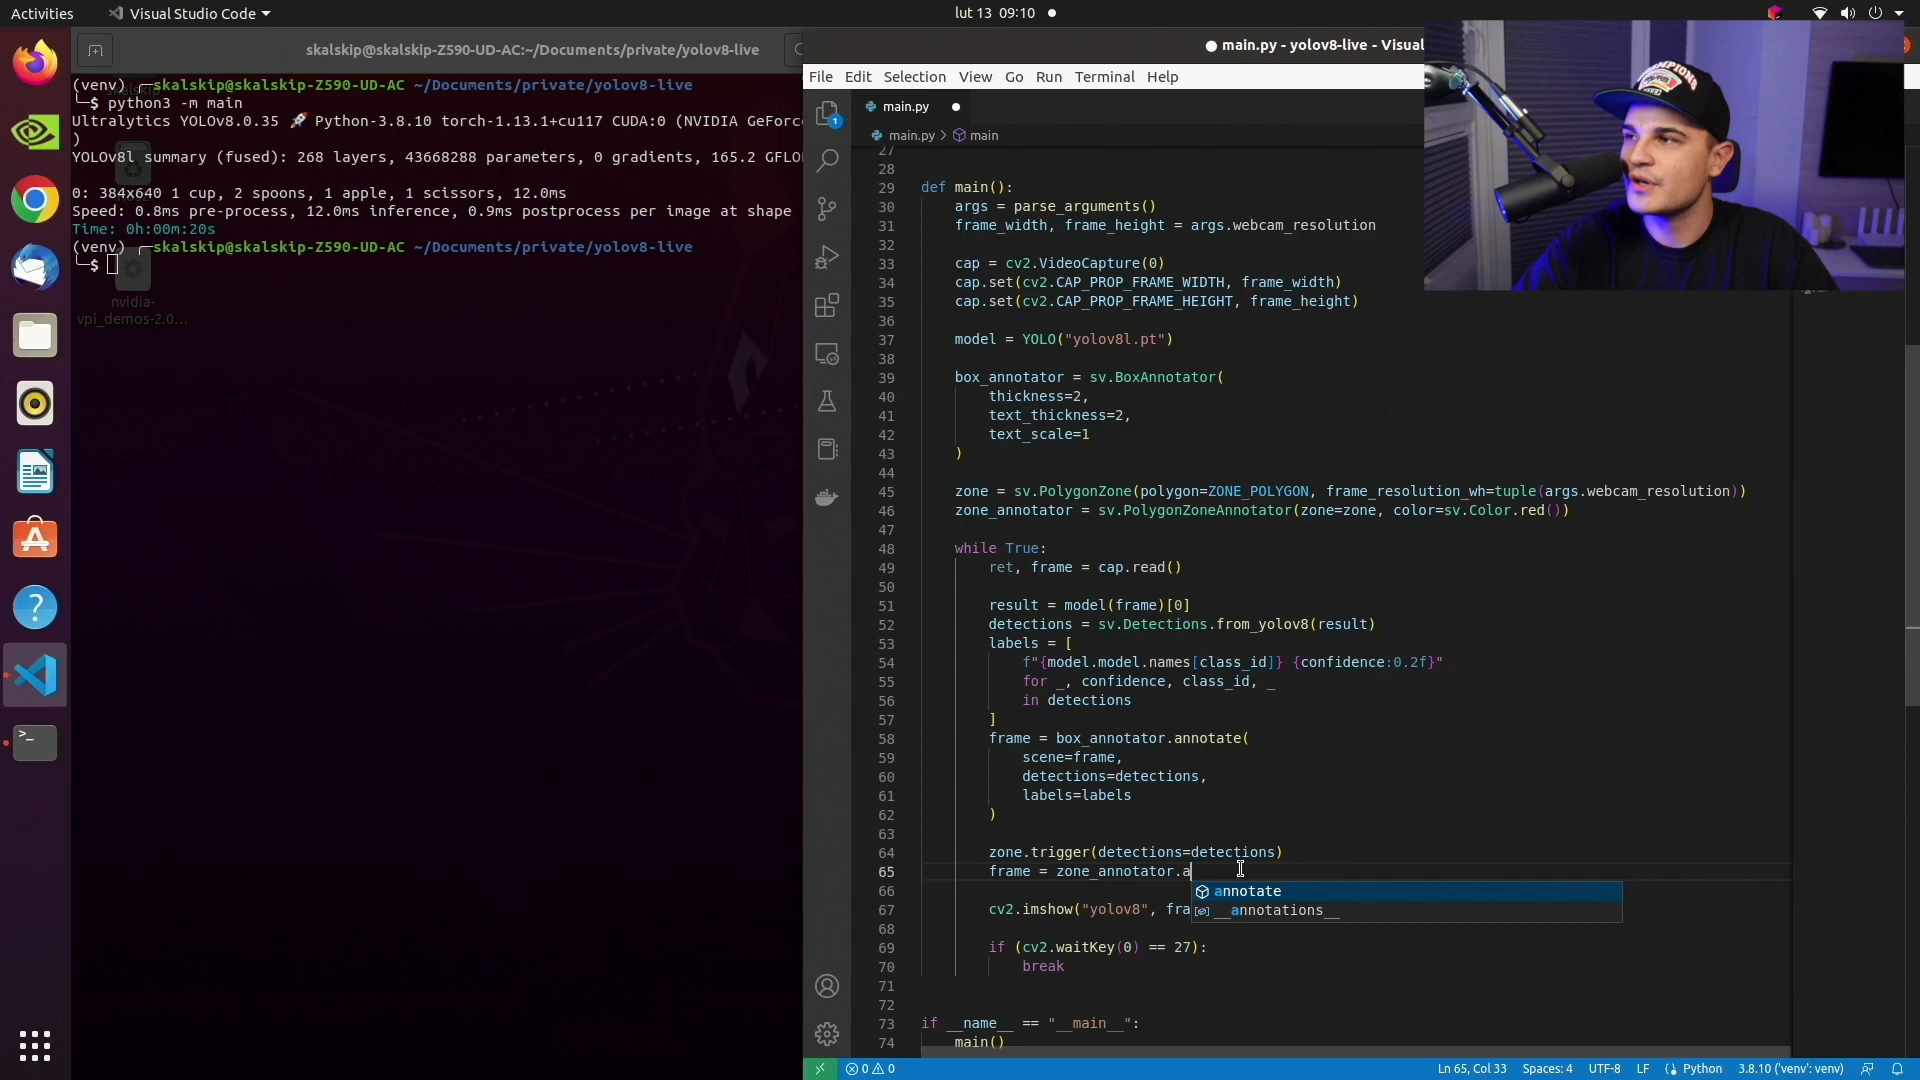 Activities
Visual Studio Code
lut 13 09:10
skalskip@skalskip-Z590-UD-AC:~/Documents/private/yolov8-live
(venv) skalskip@skalskip-Z590-UD-AC ~/Documents/private/yolov8-live
$ python3 -m main
Ultralytics YOLOv8.0.35 🚀 Python-3.8.10 torch-1.13.1+cu117 CUDA:0 (NVIDIA GeForc
)
YOLOv8l summary (fused): 268 layers, 43668288 parameters, 0 gradients, 165.2 GFLO
0: 384x640 1 cup, 2 spoons, 1 apple, 1 scissors, 12.0ms
Speed: 0.8ms pre-process, 12.0ms inference, 0.9ms postprocess per image at shape
Time: 0h:00m:20s
(venv) skalskip@skalskip-Z590-UD-AC ~/Documents/private/yolov8-live
$
nvidia-
vpi_demos-2.0...
main.py - yolov8-live - Visual
File Edit Selection View Go Run Terminal Help
1
main.py
main.py > main
27
28
29 def main():
30 args = parse_arguments()
31 frame_width, frame_height = args.webcam_resolution
32
33 cap = cv2.VideoCapture(0)
34 cap.set(cv2.CAP_PROP_FRAME_WIDTH, frame_width)
35 cap.set(cv2.CAP_PROP_FRAME_HEIGHT, frame_height)
36
37 model = YOLO("yolov8l.pt")
38
39 box_annotator = sv.BoxAnnotator(
40 thickness=2,
41 text_thickness=2,
42 text_scale=1
43 )
44
45 zone = sv.PolygonZone(polygon=ZONE_POLYGON, frame_resolution_wh=tuple(args.webcam_resolution))
46 zone_annotator = sv.PolygonZoneAnnotator(zone=zone, color=sv.Color.red())
47
48 while True:
49 ret, frame = cap.read()
50
51 result = model(frame)[0]
52 detections = sv.Detections.from_yolov8(result)
53 labels = [
54 f"{model.model.names[class_id]} {confidence:0.2f}"
55 for _, confidence, class_id, _
56 in detections
57 ]
58 frame = box_annotator.annotate(
59 scene=frame,
60 detections=detections,
61 labels=labels
62 )
63
64 zone.trigger(detections=detections)
65 frame = zone_annotator.a
66 annotate
67 cv2.imshow("yolov8", fra __annotations__
68
69 if (cv2.waitKey(0) == 27):
70 break
71
72
73 if __name__ == "__main__":
74 main()
0 0
Ln 65, Col 33 Spaces: 4 UTF-8 LF Python 3.8.10 ('venv': venv)